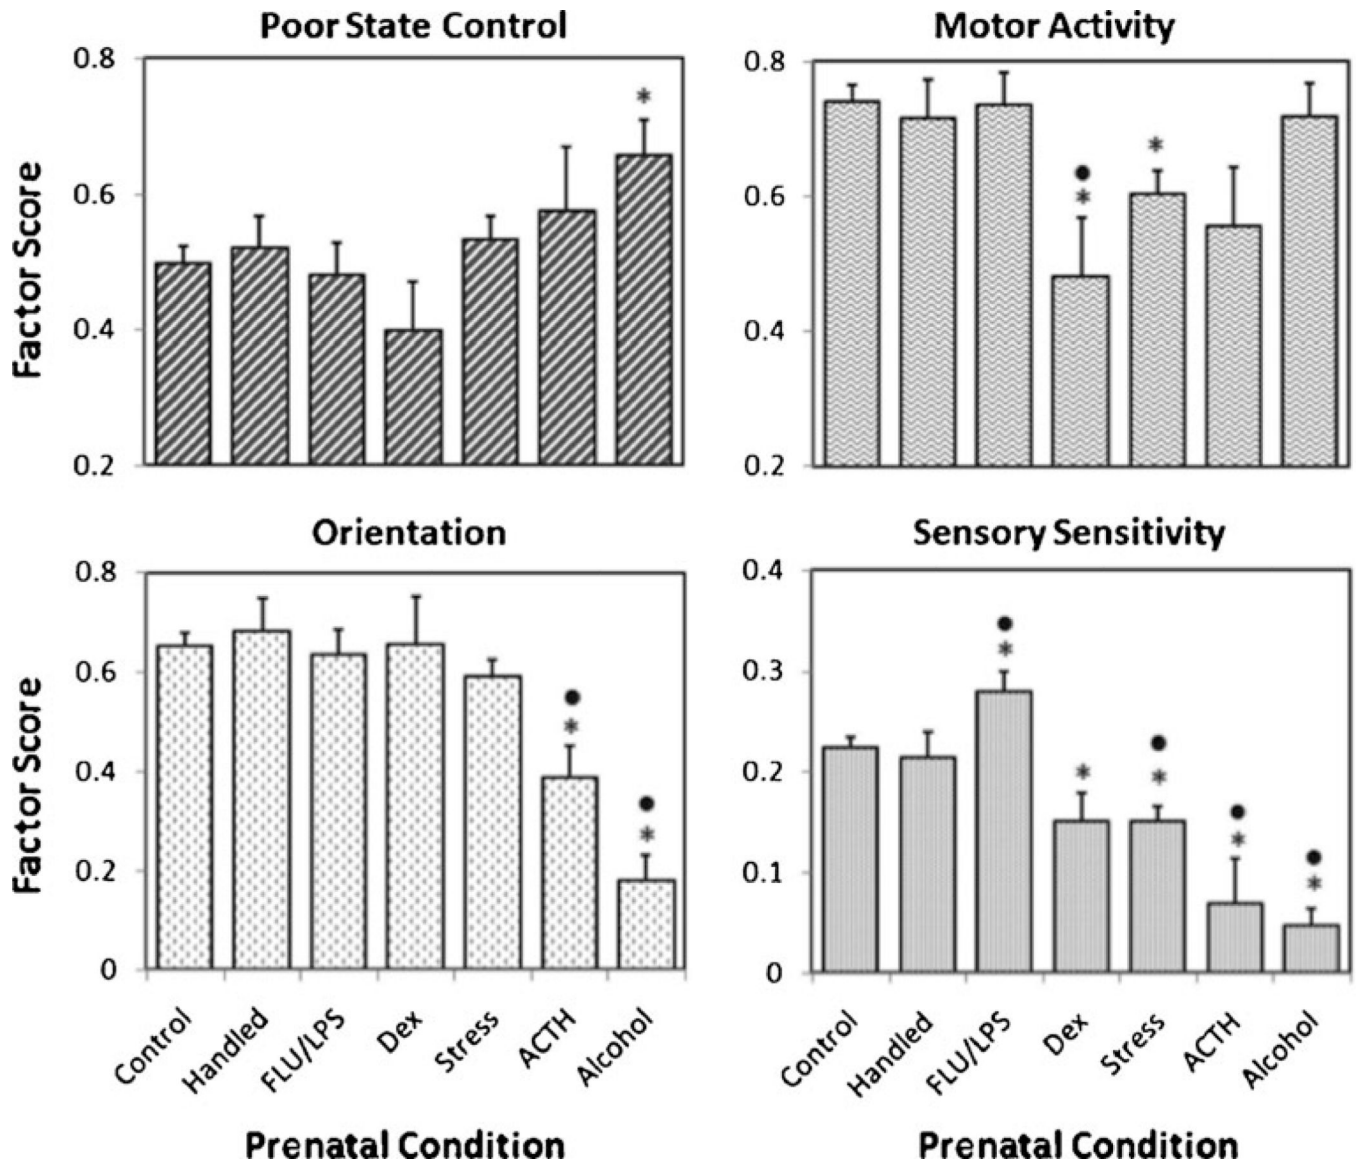 Poor State Control
Motor Activity
0.8
0.6
0.4
0.2
Factor Score
*
0.8
0.6
0.4
0.2
●
*
*
Orientation
Sensory Sensitivity
0.8
0.6
0.4
0.2
0
Factor Score
●
*
●
*
Control
Handled
FLU/LPS
Dex
Stress
ACTH
Alcohol
Prenatal Condition
0.4
0.3
0.2
0.1
0
●
*
*
●
*
●
*
●
*
Control
Handled
FLU/LPS
Dex
Stress
ACTH
Alcohol
Prenatal Condition